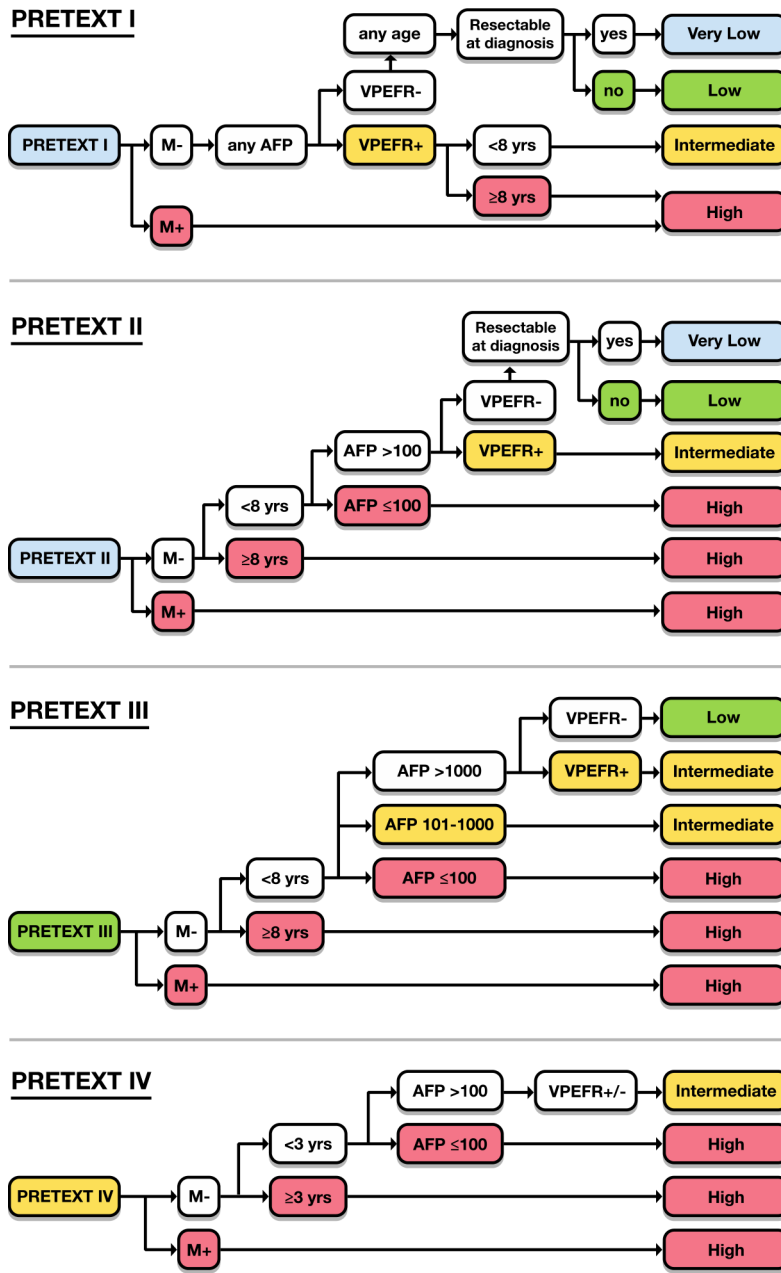 PRETEXT I
any age
Resectable
at diagnosis
yes
Very Low
VPEFR-
no
Low
PRETEXT I
M-
any AFP
VPEFR+
<8 yrs
Intermediate
≥8 yrs
High
M+
PRETEXT II
Resectable
at diagnosis
yes
Very Low
VPEFR-
no
Low
AFP >100
VPEFR+
Intermediate
<8 yrs
AFP ≤100
High
PRETEXT II
M-
≥8 yrs
High
M+
High
PRETEXT III
VPEFR-
Low
AFP >1000
VPEFR+
Intermediate
AFP 101-1000
Intermediate
<8 yrs
AFP ≤100
High
PRETEXT III
M-
≥8 yrs
High
M+
High
PRETEXT IV
AFP >100
VPEFR+/-
Intermediate
<3 yrs
AFP ≤100
High
PRETEXT IV
M-
≥3 yrs
High
M+
High